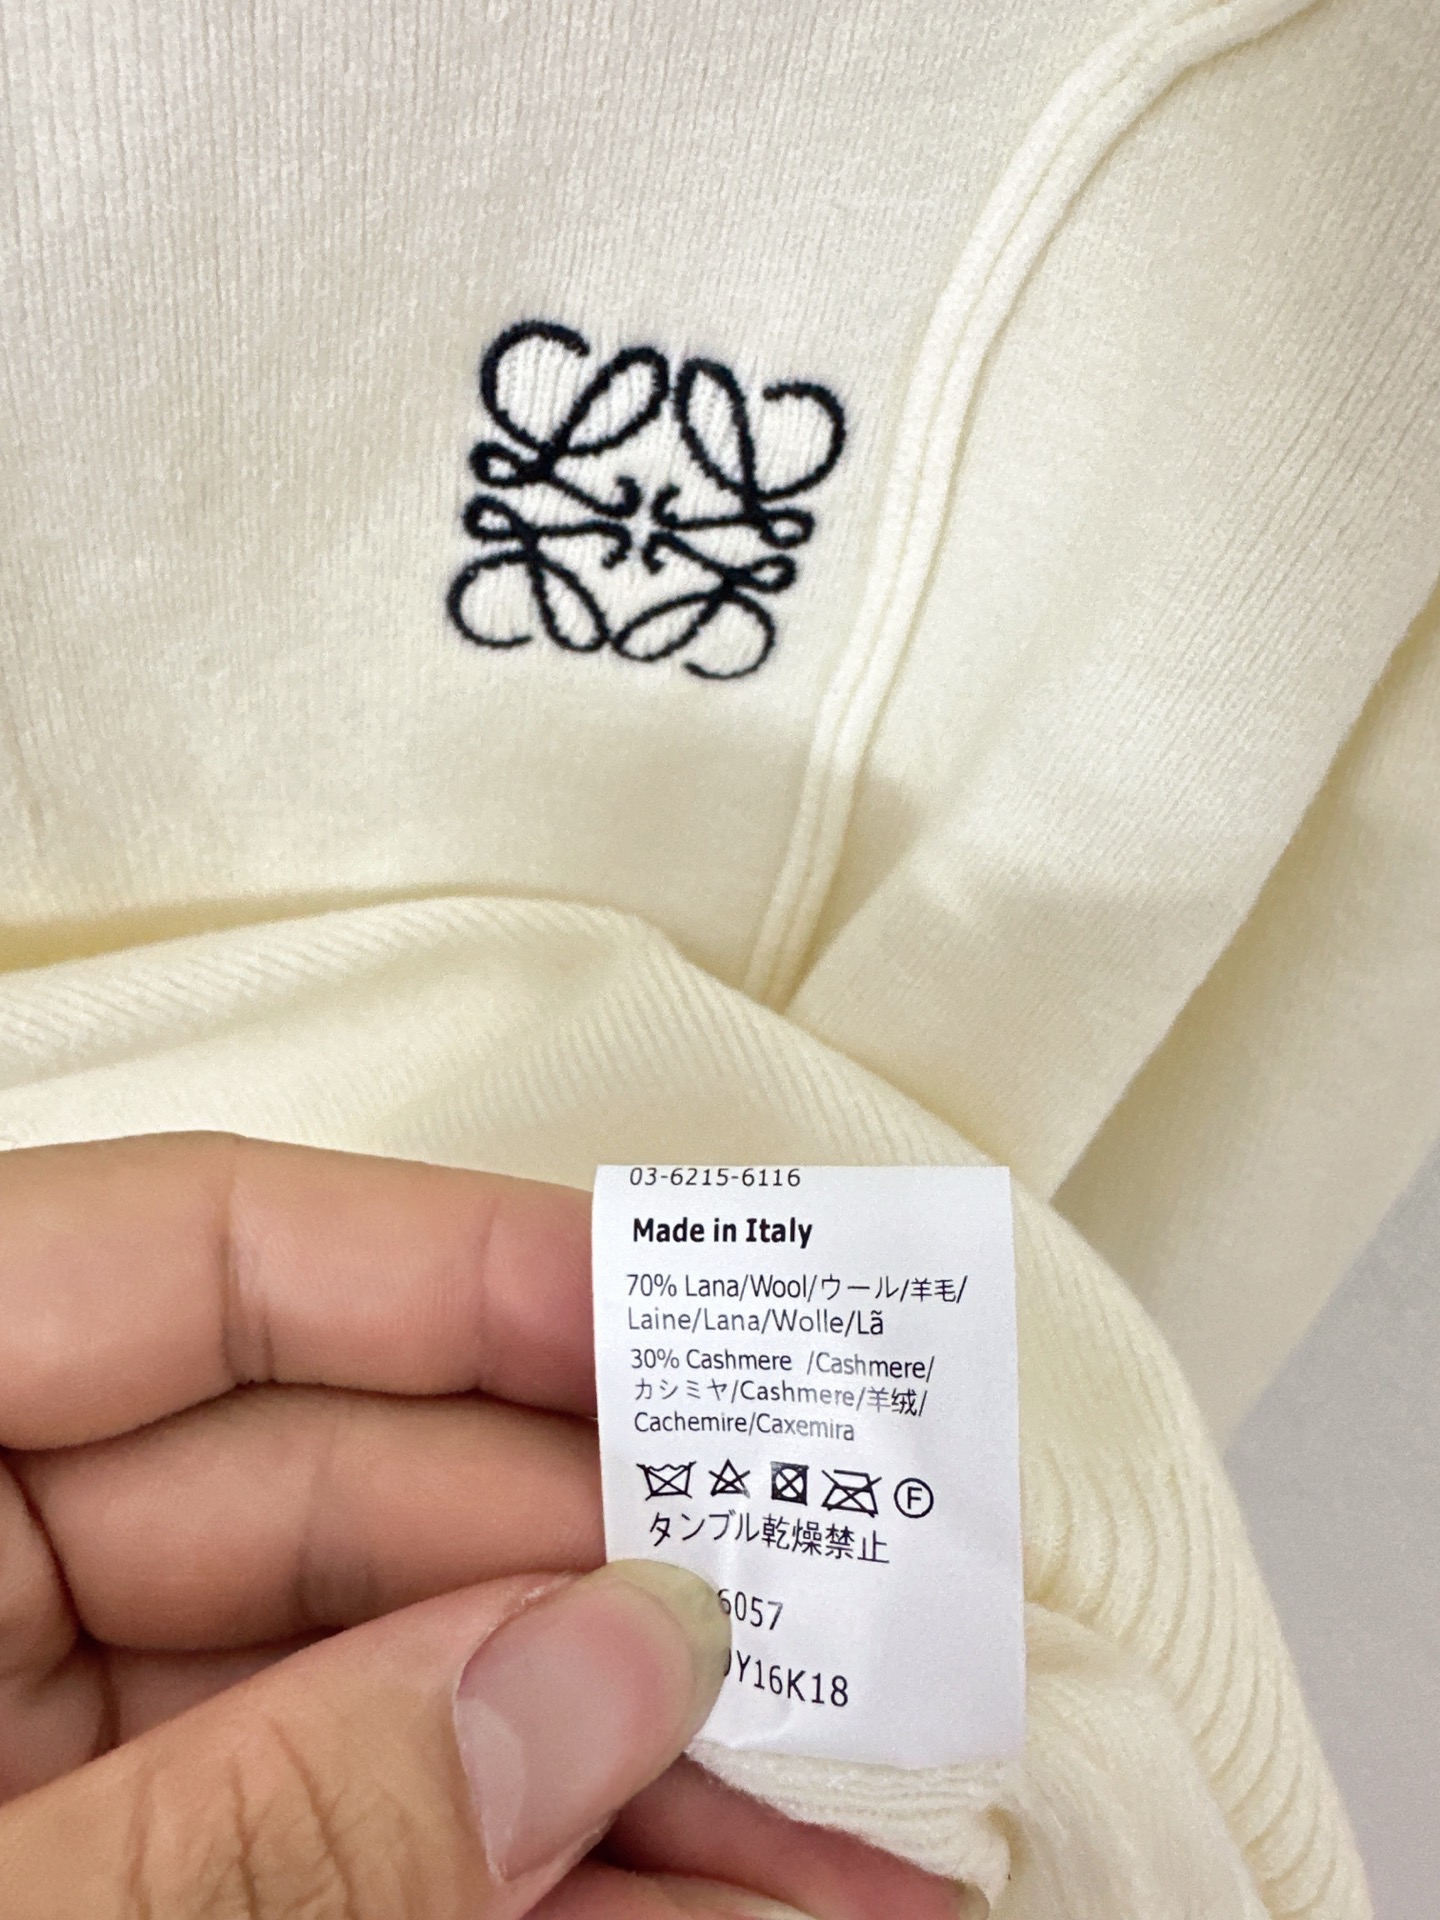 03-6215-6116
Made in Italy
70% Lana/Wool/ウール/羊毛/
Laine/Lana/Wolle/Lã
30% Cashmere /Cashmere/
カシミヤ/Cashmere/羊绒/
Cachemire/Caxemira
F
タンブル乾燥禁止
6057
Y16K18